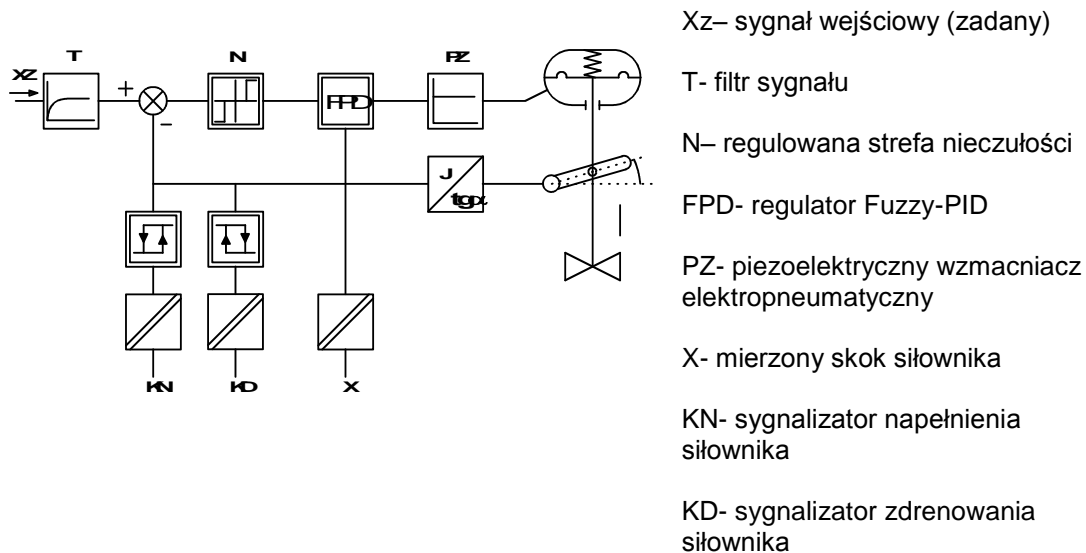 T
N
PZ
XZ
+
FPD
−
J
tgα
KN
KD
X
Xz– sygnał wejściowy (zadany)
T- filtr sygnału
N– regulowana strefa nieczułości
FPD- regulator Fuzzy-PID
PZ- piezoelektryczny wzmacniacz
elektropneumatyczny
X- mierzony skok siłownika
KN- sygnalizator napełnienia
siłownika
KD- sygnalizator zdrenowania
siłownika